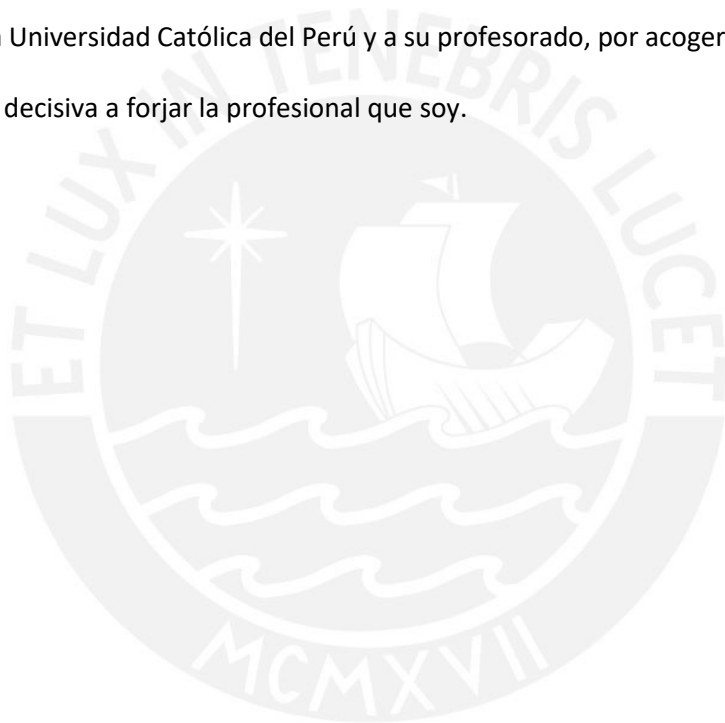 Universidad Católica del Perú y a su profesorado, por acoger
decisiva a forjar la profesional que soy.
ET LUX IN TENEBRIS LUCET
MCMXVII